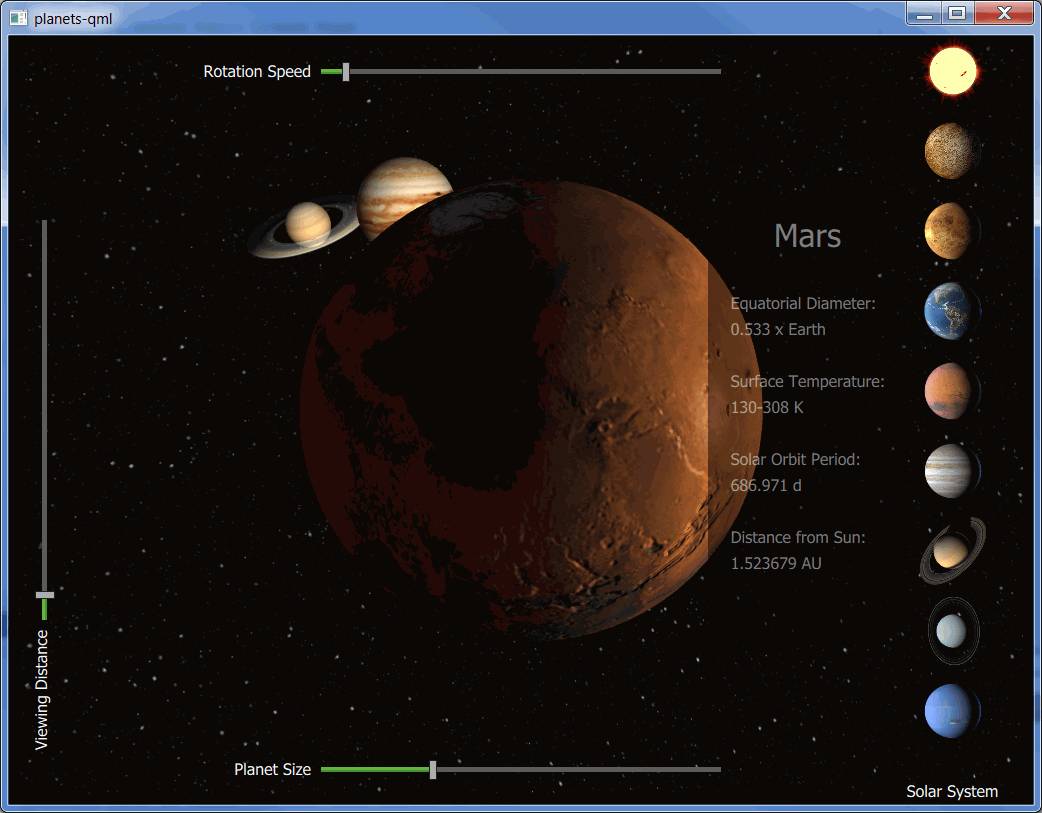 planets-qml
Rotation Speed
Mars
Equatorial Diameter:
0.533 x Earth
Surface Temperature:
130-308 K
Solar Orbit Period:
686.971 d
Distance from Sun:
1.523679 AU
Viewing Distance
Planet Size
Solar System